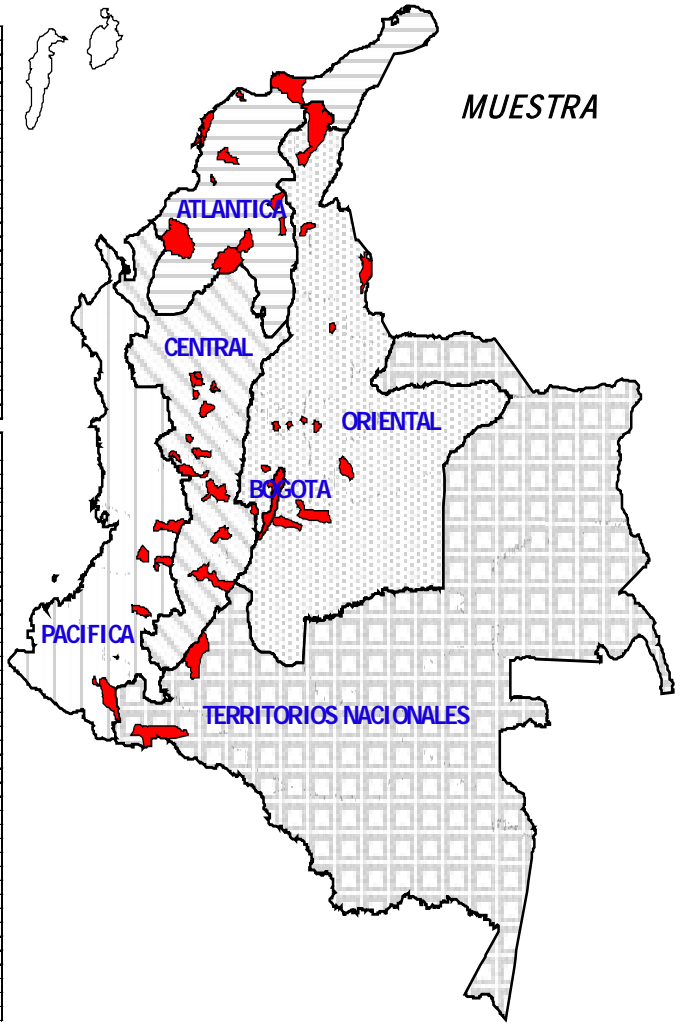 MUESTRA
ATLANTICA
CENTRAL
ORIENTAL
BOGOTA
PACIFICA
TERRITORIOS NACIONALES